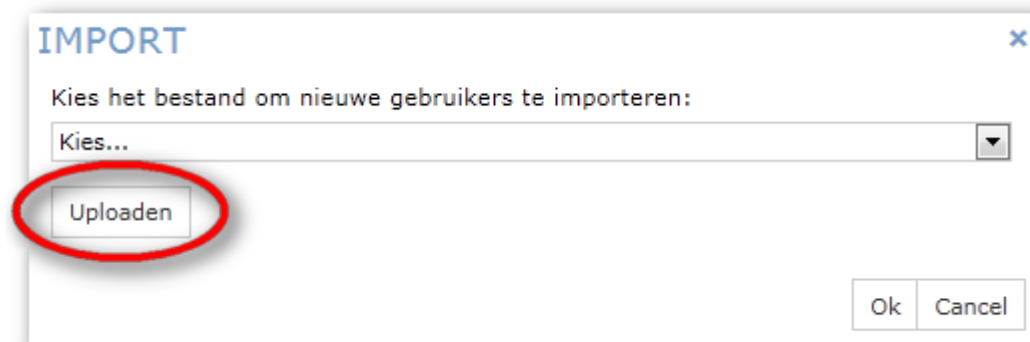 IMPORT
Kies het bestand om nieuwe gebruikers te importeren:
Kies...
Uploaden
Ok Cancel